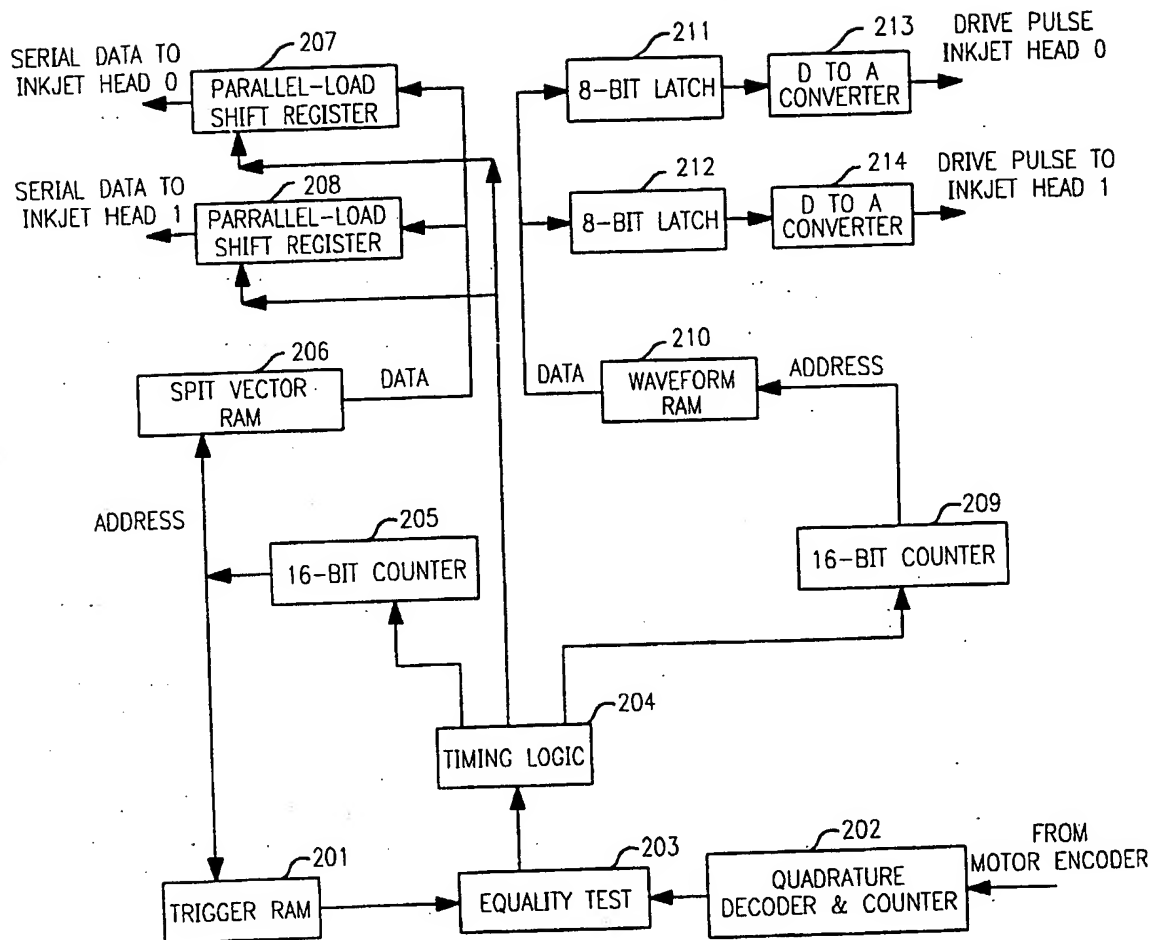 SERIAL DATA TO
INKJET HEAD 0
207
PARALLEL-LOAD
SHIFT REGISTER
211
8-BIT LATCH
213
D TO A
CONVERTER
DRIVE PULSE
INKJET HEAD 0
SERIAL DATA TO
INKJET HEAD 1
208
PARRALLEL-LOAD
SHIFT REGISTER
212
8-BIT LATCH
214
D TO A
CONVERTER
DRIVE PULSE TO
INKJET HEAD 1
206
SPIT VECTOR
RAM
DATA
DATA
210
WAVEFORM
RAM
ADDRESS
ADDRESS
205
16-BIT COUNTER
209
16-BIT COUNTER
204
TIMING LOGIC
201
TRIGGER RAM
203
EQUALITY TEST
202
QUADRATURE
DECODER & COUNTER
FROM
MOTOR ENCODER